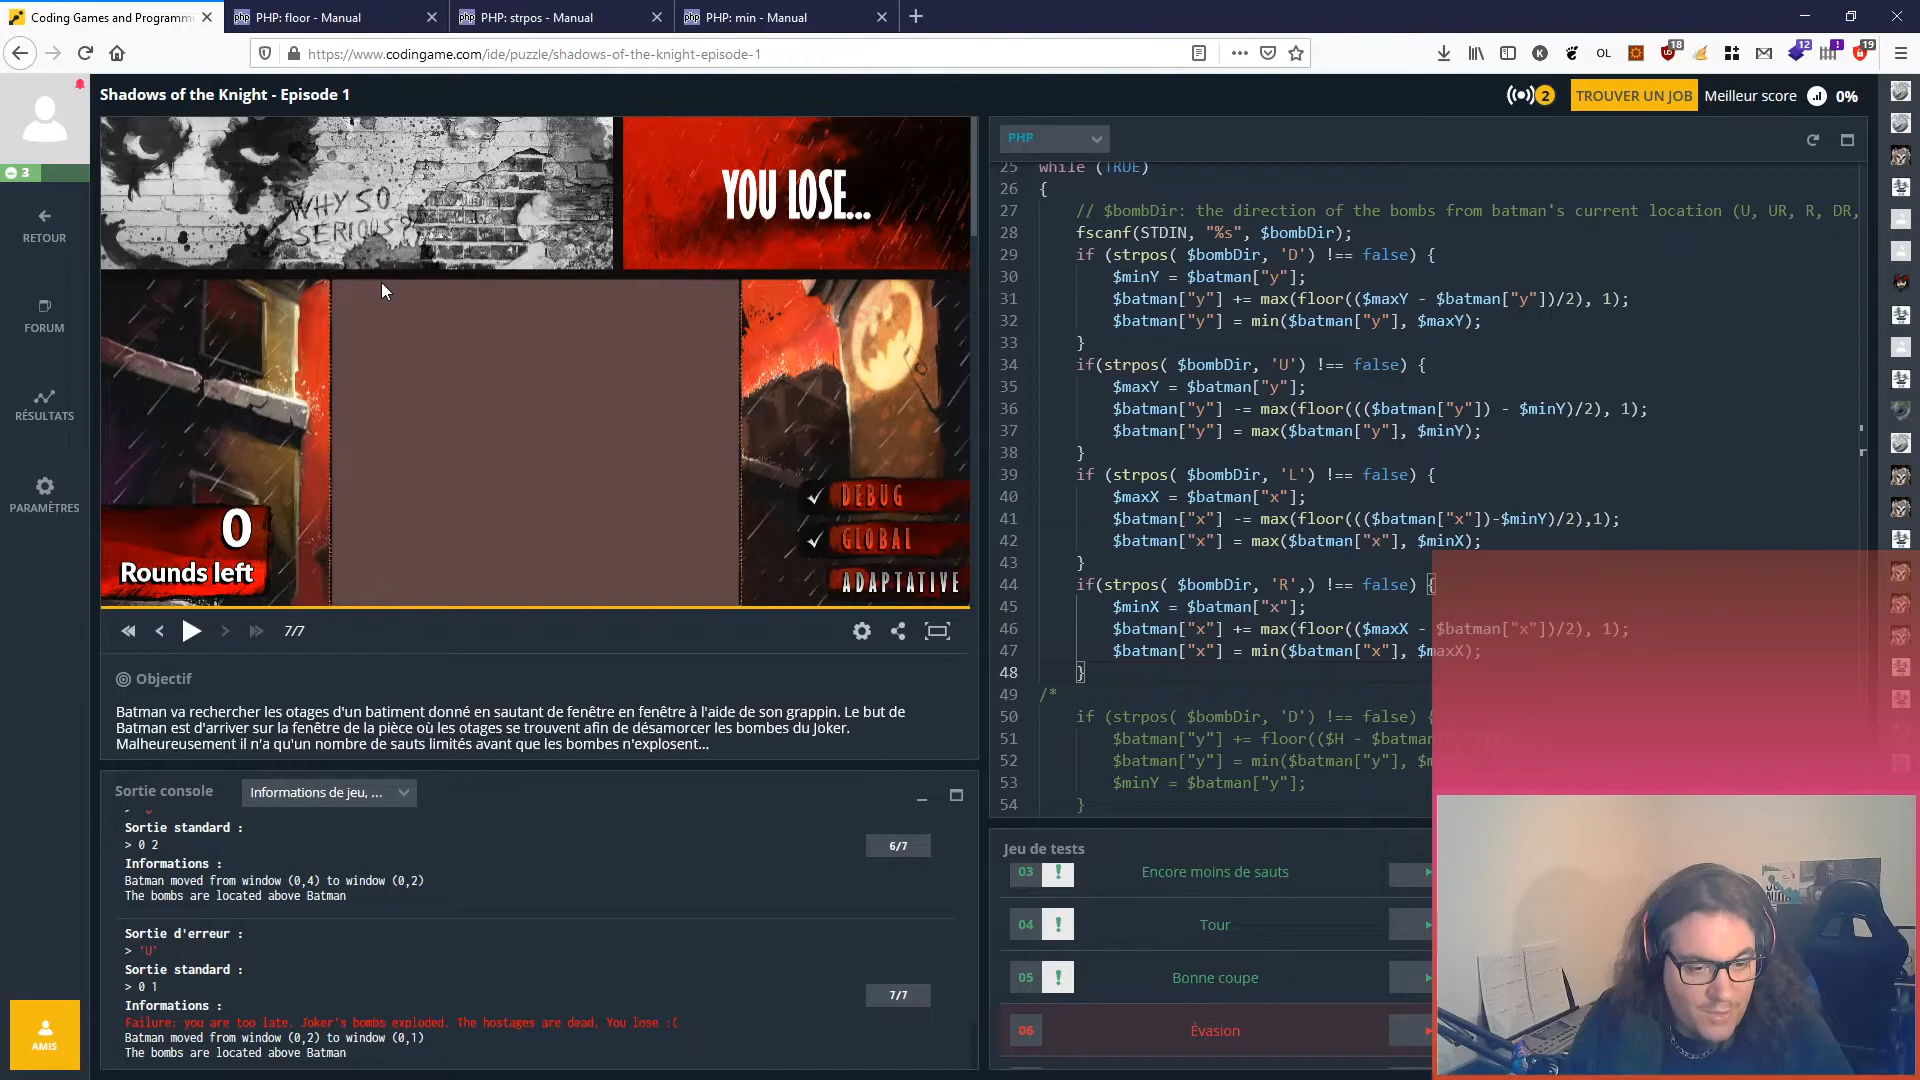 Coding Games and Programm
PHP: floor - Manual
PHP: strpos - Manual
PHP: min - Manual
https://www.codingame.com/ide/puzzle/shadows-of-the-knight-episode-1
OL
18
12
19
Shadows of the Knight - Episode 1
2
TROUVER UN JOB
Meilleur score
0%
3
RETOUR
FORUM
RÉSULTATS
PARAMÈTRES
AMIS
WHY SO
SERIOUS?
YOU LOSE...
0
Rounds left
DEBUG
GLOBAL
ADAPTATIVE
7/7
Objectif
Batman va rechercher les otages d'un batiment donné en sautant de fenêtre en fenêtre à l'aide de son grappin. Le but de
Batman est d'arriver sur la fenêtre de la pièce où les otages se trouvent afin de désamorcer les bombes du Joker.
Malheureusement il n'a qu'un nombre de sauts limités avant que les bombes n'explosent...
Sortie console
Informations de jeu, ...
Sortie standard :
> 0 2
6/7
Informations :
Batman moved from window (0,4) to window (0,2)
The bombs are located above Batman
Sortie d'erreur :
> 'U'
Sortie standard :
> 0 1
7/7
Informations :
Failure: you are too late. Joker's bombs exploded. The hostages are dead. You lose :(
Batman moved from window (0,2) to window (0,1)
The bombs are located above Batman
PHP
25 while (TRUE)
26 {
27 // $bombDir: the direction of the bombs from batman's current location (U, UR, R, DR,
28 fscanf(STDIN, "%s", $bombDir);
29 if (strpos( $bombDir, 'D') !== false) {
30 $minY = $batman["y"];
31 $batman["y"] += max(floor(($maxY - $batman["y"])/2), 1);
32 $batman["y"] = min($batman["y"], $maxY);
33 }
34 if(strpos( $bombDir, 'U') !== false) {
35 $maxY = $batman["y"];
36 $batman["y"] -= max(floor((($batman["y"]) - $minY)/2), 1);
37 $batman["y"] = max($batman["y"], $minY);
38 }
39 if (strpos( $bombDir, 'L') !== false) {
40 $maxX = $batman["x"];
41 $batman["x"] -= max(floor((($batman["x"])-$minY)/2),1);
42 $batman["x"] = max($batman["x"], $minX);
43 }
44 if(strpos( $bombDir, 'R',) !== false) {
45 $minX = $batman["x"];
46 $batman["x"] += max(floor(($maxX - $batman["x"])/2), 1);
47 $batman["x"] = min($batman["x"], $maxX);
48 }
49 /*
50 if (strpos( $bombDir, 'D') !== false) {
51 $batman["y"] += floor(($H - $batman
52 $batman["y"] = min($batman["y"], $m
53 $minY = $batman["y"];
54 }
Jeu de tests
03 ! Encore moins de sauts
04 ! Tour
05 ! Bonne coupe
06 Évasion